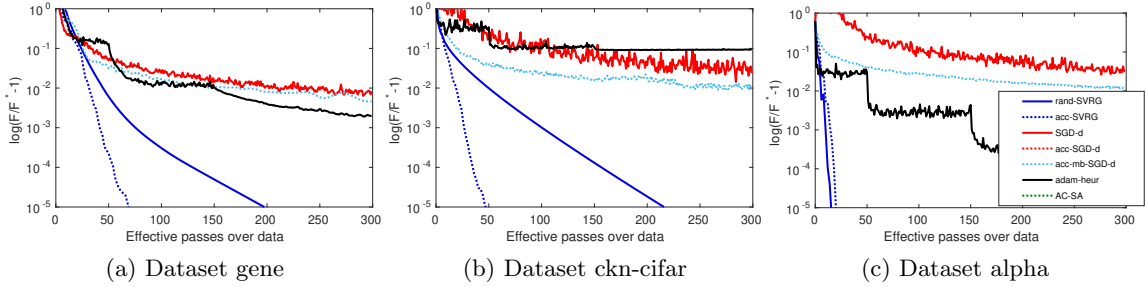 10^0
10^-1
10^-2
10^-3
10^-4
10^-5
log(F/F^*-1)
0 50 100 150 200 250 300
Effective passes over data
(a) Dataset gene
10^0
10^-1
10^-2
10^-3
10^-4
10^-5
log(F/F^*-1)
0 50 100 150 200 250 300
Effective passes over data
(b) Dataset ckn-cifar
10^0
10^-1
10^-2
10^-3
10^-4
10^-5
log(F/F^*-1)
rand-SVRG
acc-SVRG
SGD-d
acc-SGD-d
acc-mb-SGD-d
adam-heur
AC-SA
0 50 100 150 200 250 300
Effective passes over data
(c) Dataset alpha